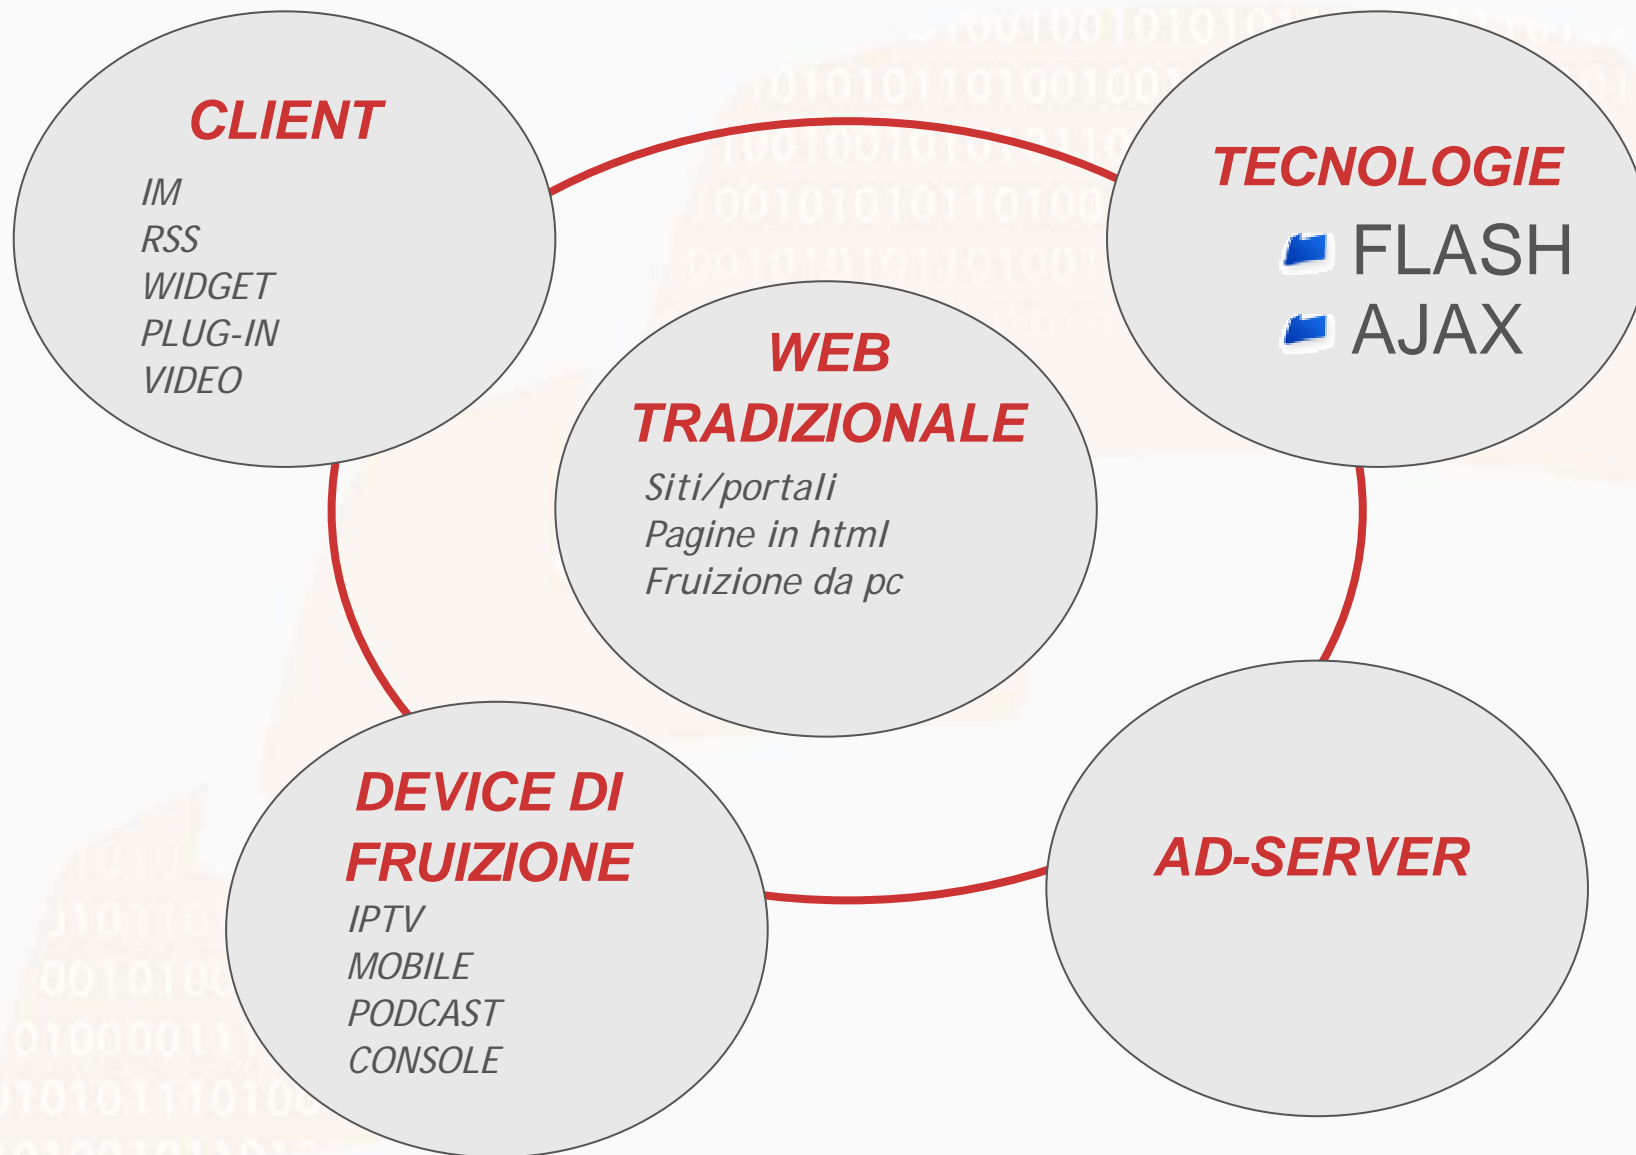 CLIENT
IM
RSS
WIDGET
PLUG-IN
VIDEO
TECNOLOGIE
FLASH
AJAX
WEB
TRADIZIONALE
Siti/portali
Pagine in html
Fruizione da pc
DEVICE DI
FRUIZIONE
IPTV
MOBILE
PODCAST
CONSOLE
AD-SERVER